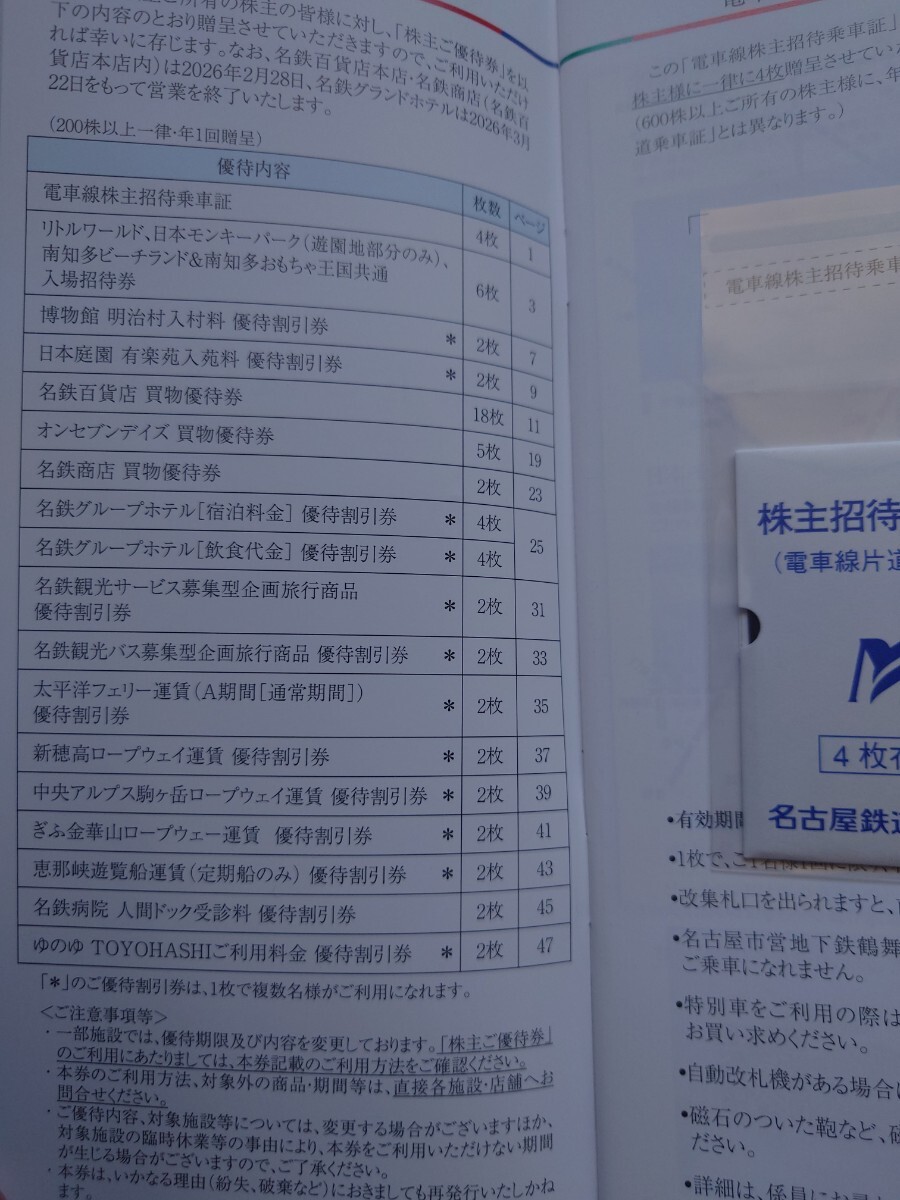 ご所有の株主の皆様に対し、「株主ご優待券」を以
下の内容のとおり贈呈させていただきますので、ご利用いただけ
れば幸いに存じます。なお、名鉄百貨店本店・名鉄商店(名鉄百
貨店本店内)は2026年2月28日、名鉄グランドホテルは2026年3月
22日をもって営業を終了いたします。
(200株以上一律・年1回贈呈)
優待内容 枚数 ページ
電車線株主招待乗車証 4枚 1
リトルワールド、日本モンキーパーク(遊園地部分のみ)、
南知多ビーチランド&南知多おもちゃ王国共通
入場招待券 6枚 3
博物館 明治村入村料 優待割引券 * 2枚 7
日本庭園 有楽苑入苑料 優待割引券 * 2枚 9
名鉄百貨店 買物優待券 18枚 11
オンセブンデイズ 買物優待券 5枚 19
名鉄商店 買物優待券 2枚 23
名鉄グループホテル[宿泊料金] 優待割引券 * 4枚 25
名鉄グループホテル[飲食代金] 優待割引券 * 4枚
名鉄観光サービス募集型企画旅行商品
優待割引券 * 2枚 31
名鉄観光バス募集型企画旅行商品 優待割引券 * 2枚 33
太平洋フェリー運賃(A期間[通常期間])
優待割引券 * 2枚 35
新穂高ロープウェイ運賃 優待割引券 * 2枚 37
中央アルプス駒ヶ岳ロープウェイ運賃 優待割引券 * 2枚 39
ぎふ金華山ロープウェー運賃 優待割引券 * 2枚 41
恵那峡遊覧船運賃(定期船のみ) 優待割引券 * 2枚 43
名鉄病院 人間ドック受診料 優待割引券 2枚 45
ゆのゆ TOYOHASHIご利用料金 優待割引券 * 2枚 47
「*」のご優待割引券は、1枚で複数名様がご利用になれます。
<ご注意事項等>
・一部施設では、優待期限及び内容を変更しております。「株主ご優待券」
のご利用にあたりましては、本券記載のご利用方法をご確認ください。
・本券のご利用方法、対象外の商品・期間等は、直接各施設・店舗へお
問合せください。
・ご優待内容、対象施設等については、変更する場合がございますほか、
対象施設の臨時休業等の事由により、本券をご利用いただけない期間
が生じる場合がございますので、ご了承ください。
・本券は、いかなる理由(紛失、破棄など)におきましても再発行いたしかね
ます。
この「電車線株主招待乗車証」
株主様に一律に4枚贈呈させてい
(600株以上ご所有の株主様に、年
道乗車証」とは異なります。)
電車線株主招待乗車
株主招待
(電車線片道
4枚
名古屋鉄道
•有効期間
•1枚で、
•改集札口を出られますと、
•名古屋市営地下鉄鶴舞
ご乗車になれません。
•特別車をご利用の際は
お買い求めください。
•自動改札機がある場合
•磁石のついた鞄など、磁
ださい。
•詳細は、係員に